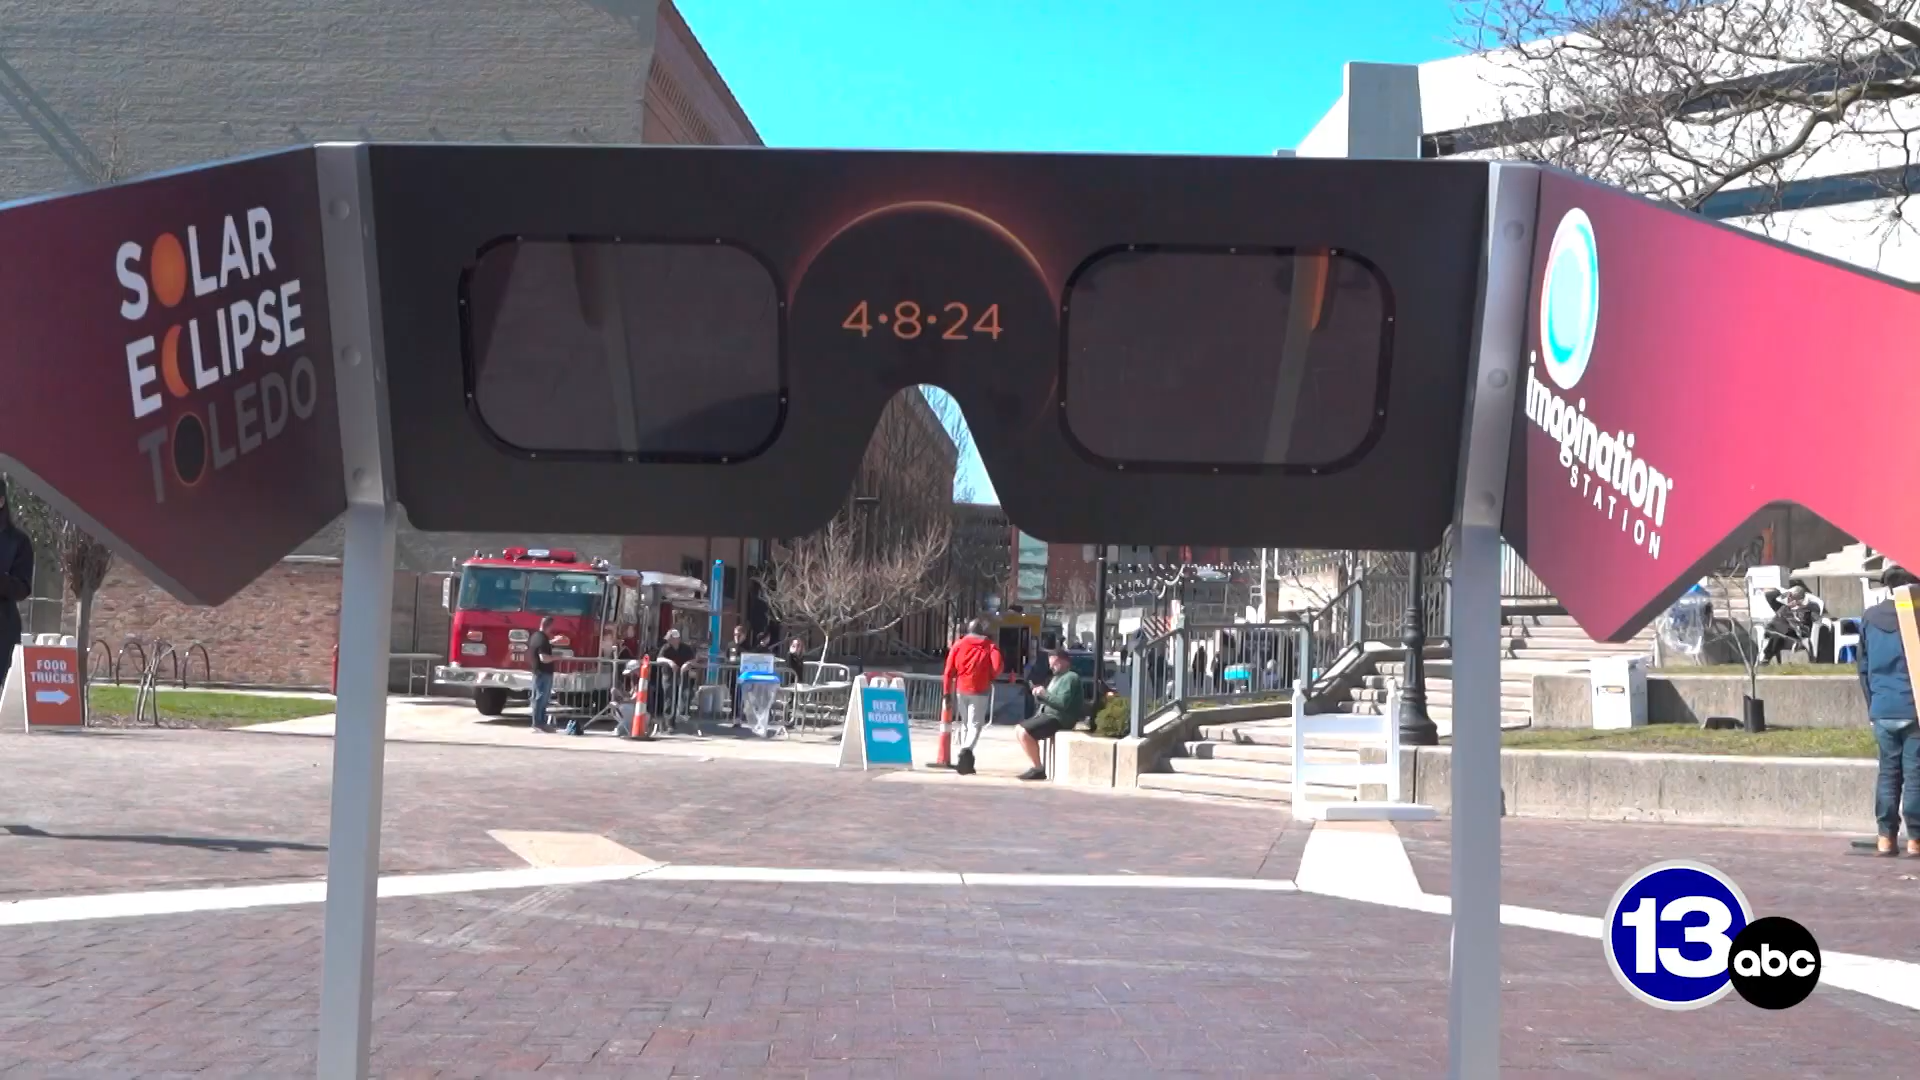 SOLAR
ECLIPSE
TOLEDO
4•8•24
imagination
STATION
FOOD
TRUCKS
REST
ROOMS
13
abc